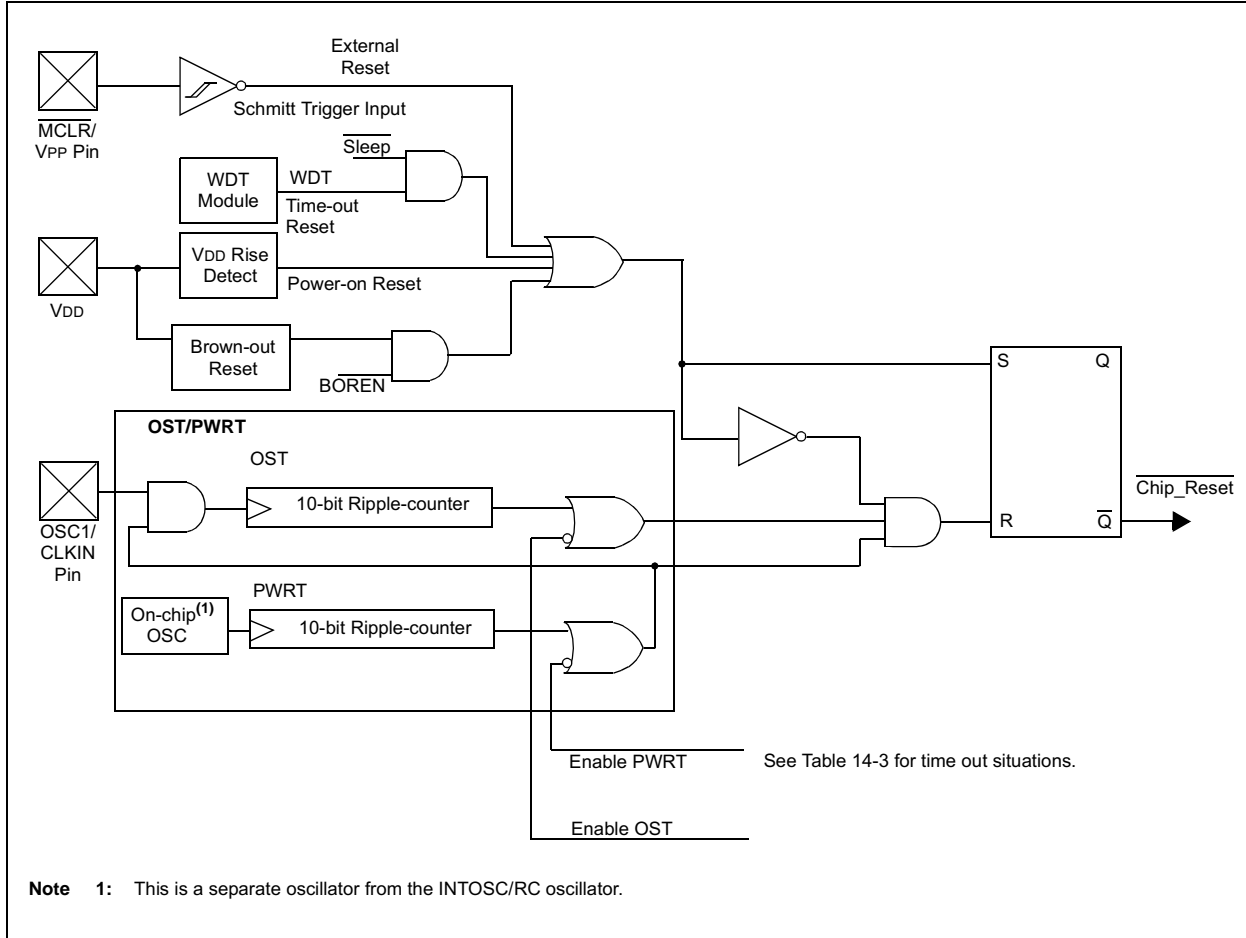 External
Reset
Schmitt Trigger Input
MCLR/
VPP Pin
Sleep
WDT
Module
WDT
Time-out
Reset
VDD Rise
Detect
Power-on Reset
VDD
Brown-out
Reset
BOREN
S
Q
OST/PWRT
OST
10-bit Ripple-counter
Chip_Reset
R
Q
OSC1/
CLKIN
Pin
PWRT
On-chip(1)
OSC
10-bit Ripple-counter
Enable PWRT
See Table 14-3 for time out situations.
Enable OST
Note 1: This is a separate oscillator from the INTOSC/RC oscillator.